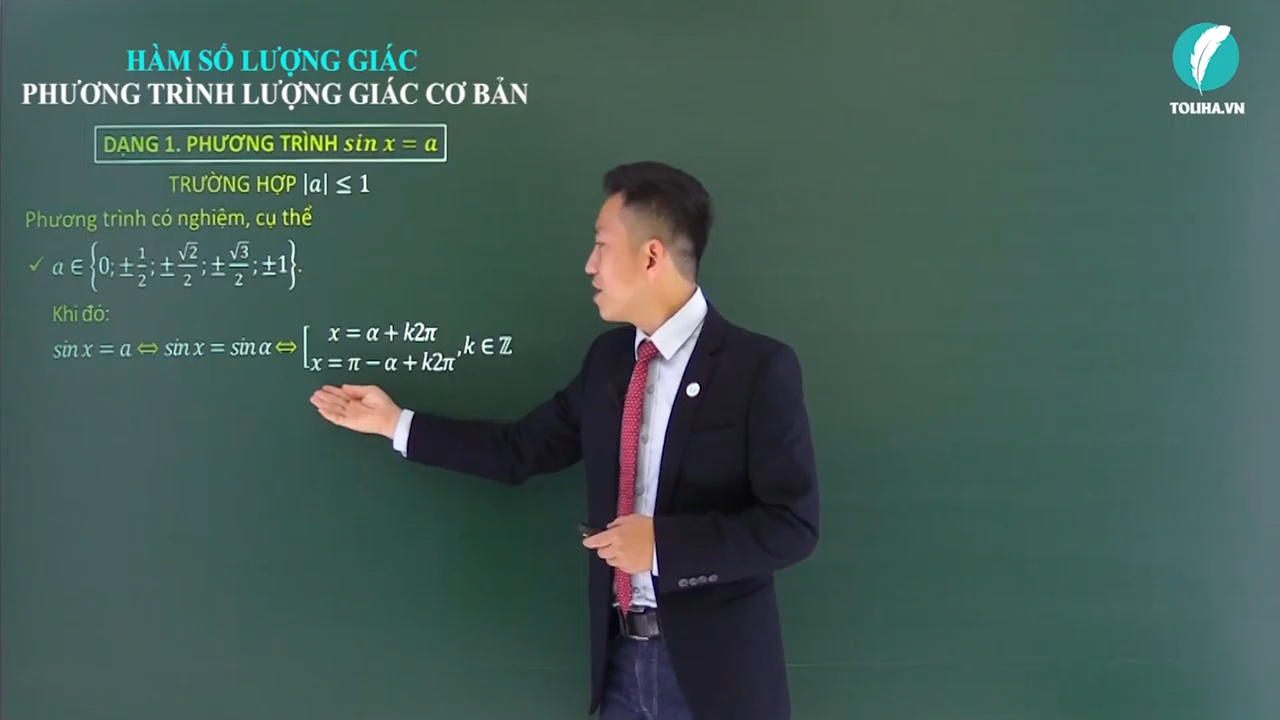 HÀM SỐ LƯỢNG GIÁC
PHƯƠNG TRÌNH LƯỢNG GIÁC CƠ BẢN
DẠNG 1. PHƯƠNG TRÌNH sin x = a
TRƯỜNG HỢP |a| ≤ 1
Phương trình có nghiệm, cụ thể
✓ a ∈ {0; ±1/2; ±√2/2; ±√3/2; ±1}.
Khi đó:
sin x = a ⇔ sin x = sin α ⇔ [ x = α + k2π
x = π − α + k2π , k ∈ ℤ
TOLIHA.VN